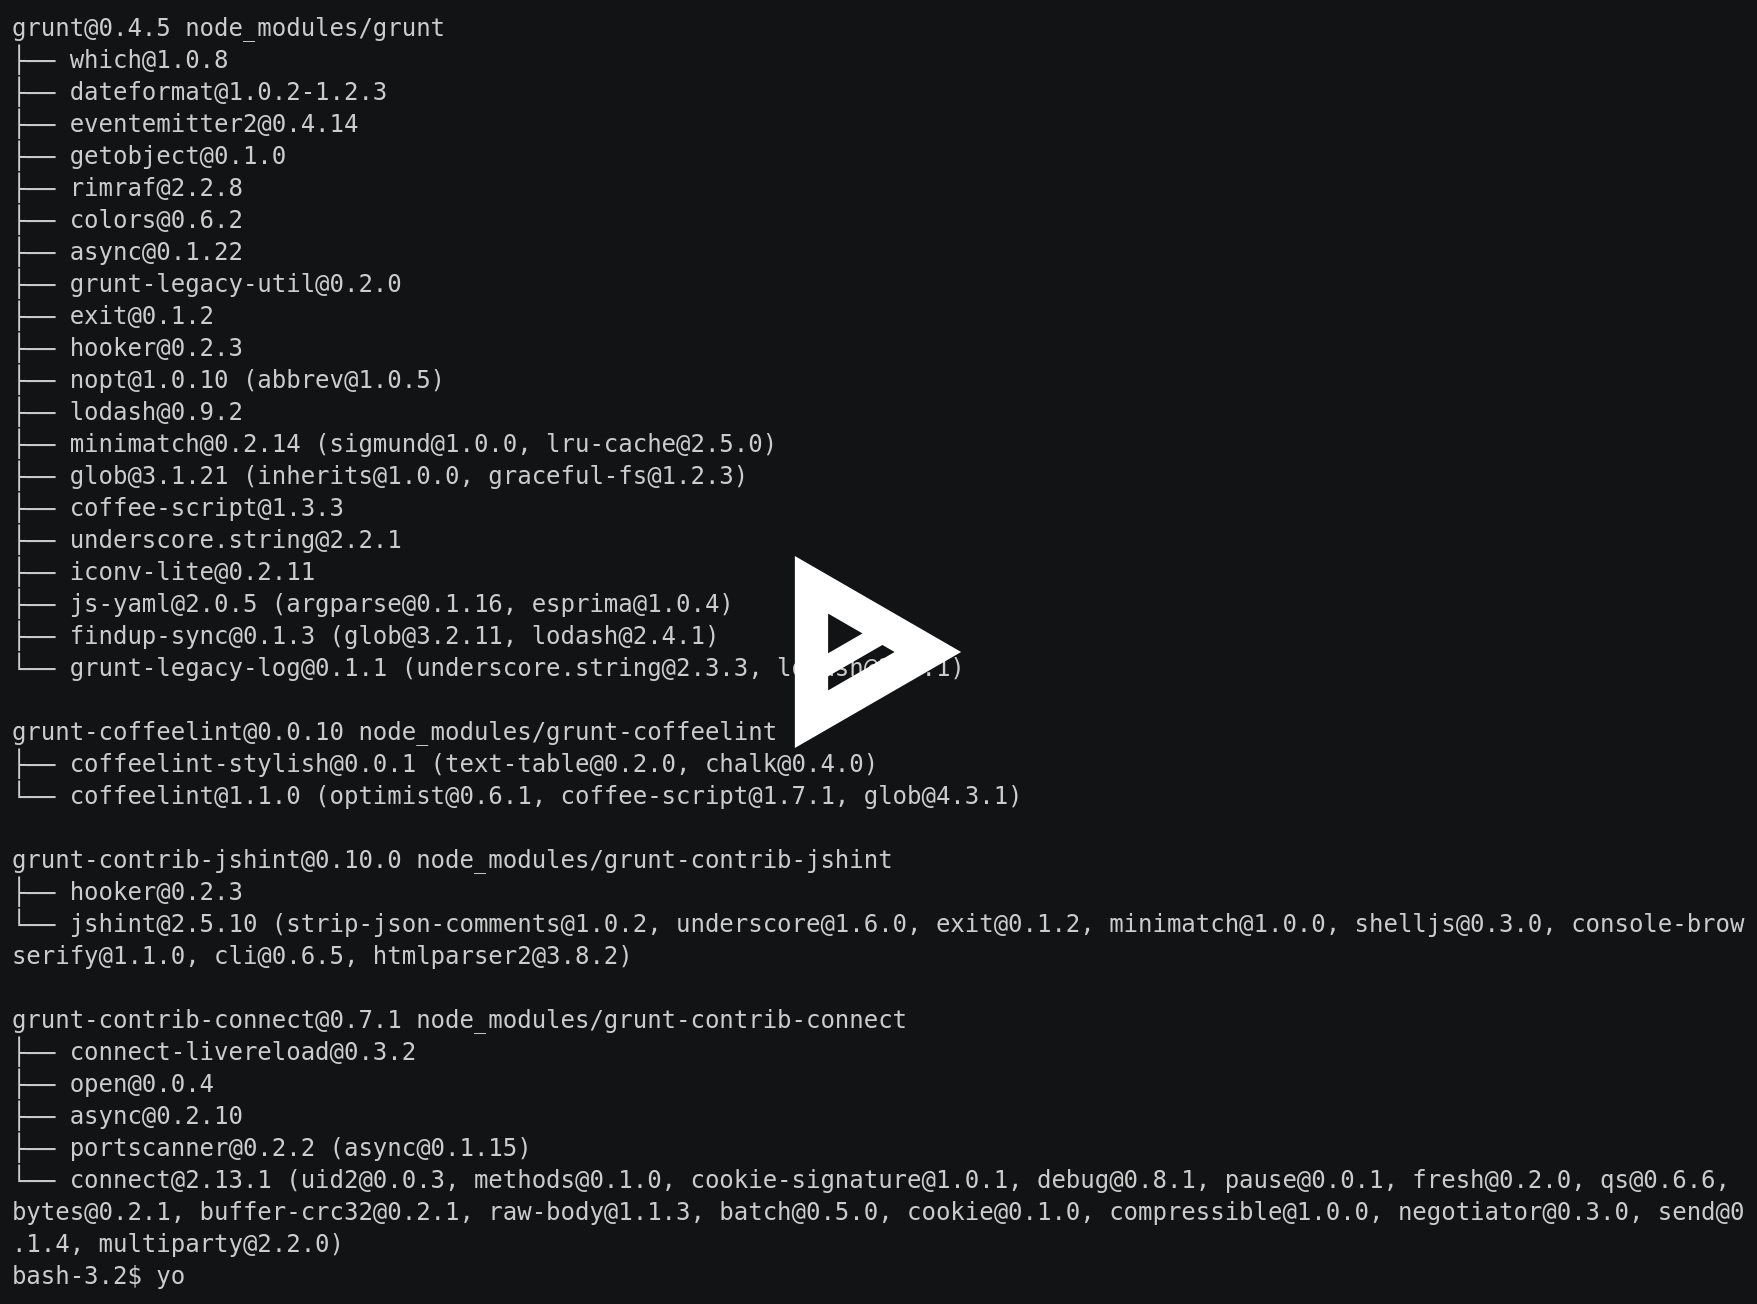 grunt@0.4.5 node_modules/grunt
├── which@1.0.8
├── dateformat@1.0.2-1.2.3
├── eventemitter2@0.4.14
├── getobject@0.1.0
├── rimraf@2.2.8
├── colors@0.6.2
├── async@0.1.22
├── grunt-legacy-util@0.2.0
├── exit@0.1.2
├── hooker@0.2.3
├── nopt@1.0.10 (abbrev@1.0.5)
├── lodash@0.9.2
├── minimatch@0.2.14 (sigmund@1.0.0, lru-cache@2.5.0)
├── glob@3.1.21 (inherits@1.0.0, graceful-fs@1.2.3)
├── coffee-script@1.3.3
├── underscore.string@2.2.1
├── iconv-lite@0.2.11
├── js-yaml@2.0.5 (argparse@0.1.16, esprima@1.0.4)
├── findup-sync@0.1.3 (glob@3.2.11, lodash@2.4.1)
└── grunt-legacy-log@0.1.1 (underscore.string@2.3.3,
grunt-coffeelint@0.0.10 node_modules/grunt-coffeelint
├── coffeelint-stylish@0.0.1 (text-table@0.2.0, chalk@0.4.0)
└── coffeelint@1.1.0 (optimist@0.6.1, coffee-script@1.7.1, glob@4.3.1)
grunt-contrib-jshint@0.10.0 node_modules/grunt-contrib-jshint
├── hooker@0.2.3
└── jshint@2.5.10 (strip-json-comments@1.0.2, underscore@1.6.0, exit@0.1.2, minimatch@1.0.0, shelljs@0.3.0, console-brow
serify@1.1.0, cli@0.6.5, htmlparser2@3.8.2)
grunt-contrib-connect@0.7.1 node_modules/grunt-contrib-connect
├── connect-livereload@0.3.2
├── open@0.0.4
├── async@0.2.10
├── portscanner@0.2.2 (async@0.1.15)
└── connect@2.13.1 (uid2@0.0.3, methods@0.1.0, cookie-signature@1.0.1, debug@0.8.1, pause@0.0.1, fresh@0.2.0, qs@0.6.6,
bytes@0.2.1, buffer-crc32@0.2.1, raw-body@1.1.3, batch@0.5.0, cookie@0.1.0, compressible@1.0.0, negotiator@0.3.0, send@0
.1.4, multiparty@2.2.0)
bash-3.2$ yo